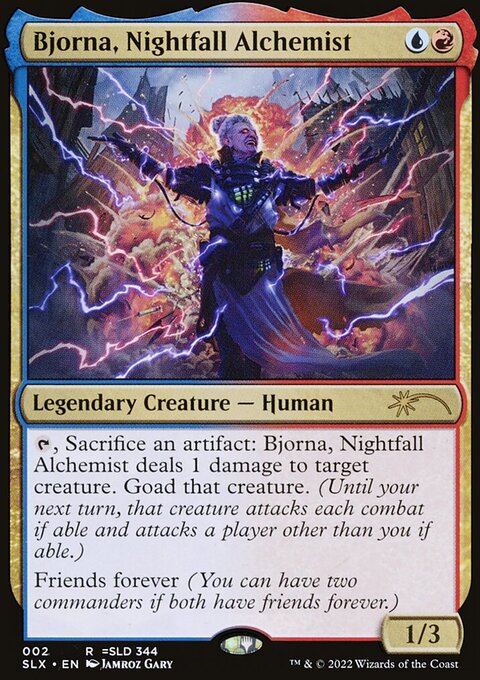 Bjorna, Nightfall Alchemist
Legendary Creature — Human
, Sacrifice an artifact: Bjorna, Nightfall
Alchemist deals 1 damage to target
creature. Goad that creature. (Until your
next turn, that creature attacks each combat
if able and attacks a player other than you if
able.)
Friends forever (You can have two
commanders if both have friends forever.)
1/3
002 R =SLD 344
SLX • EN Jamroz Gary
™ & © 2022 Wizards of the Coast